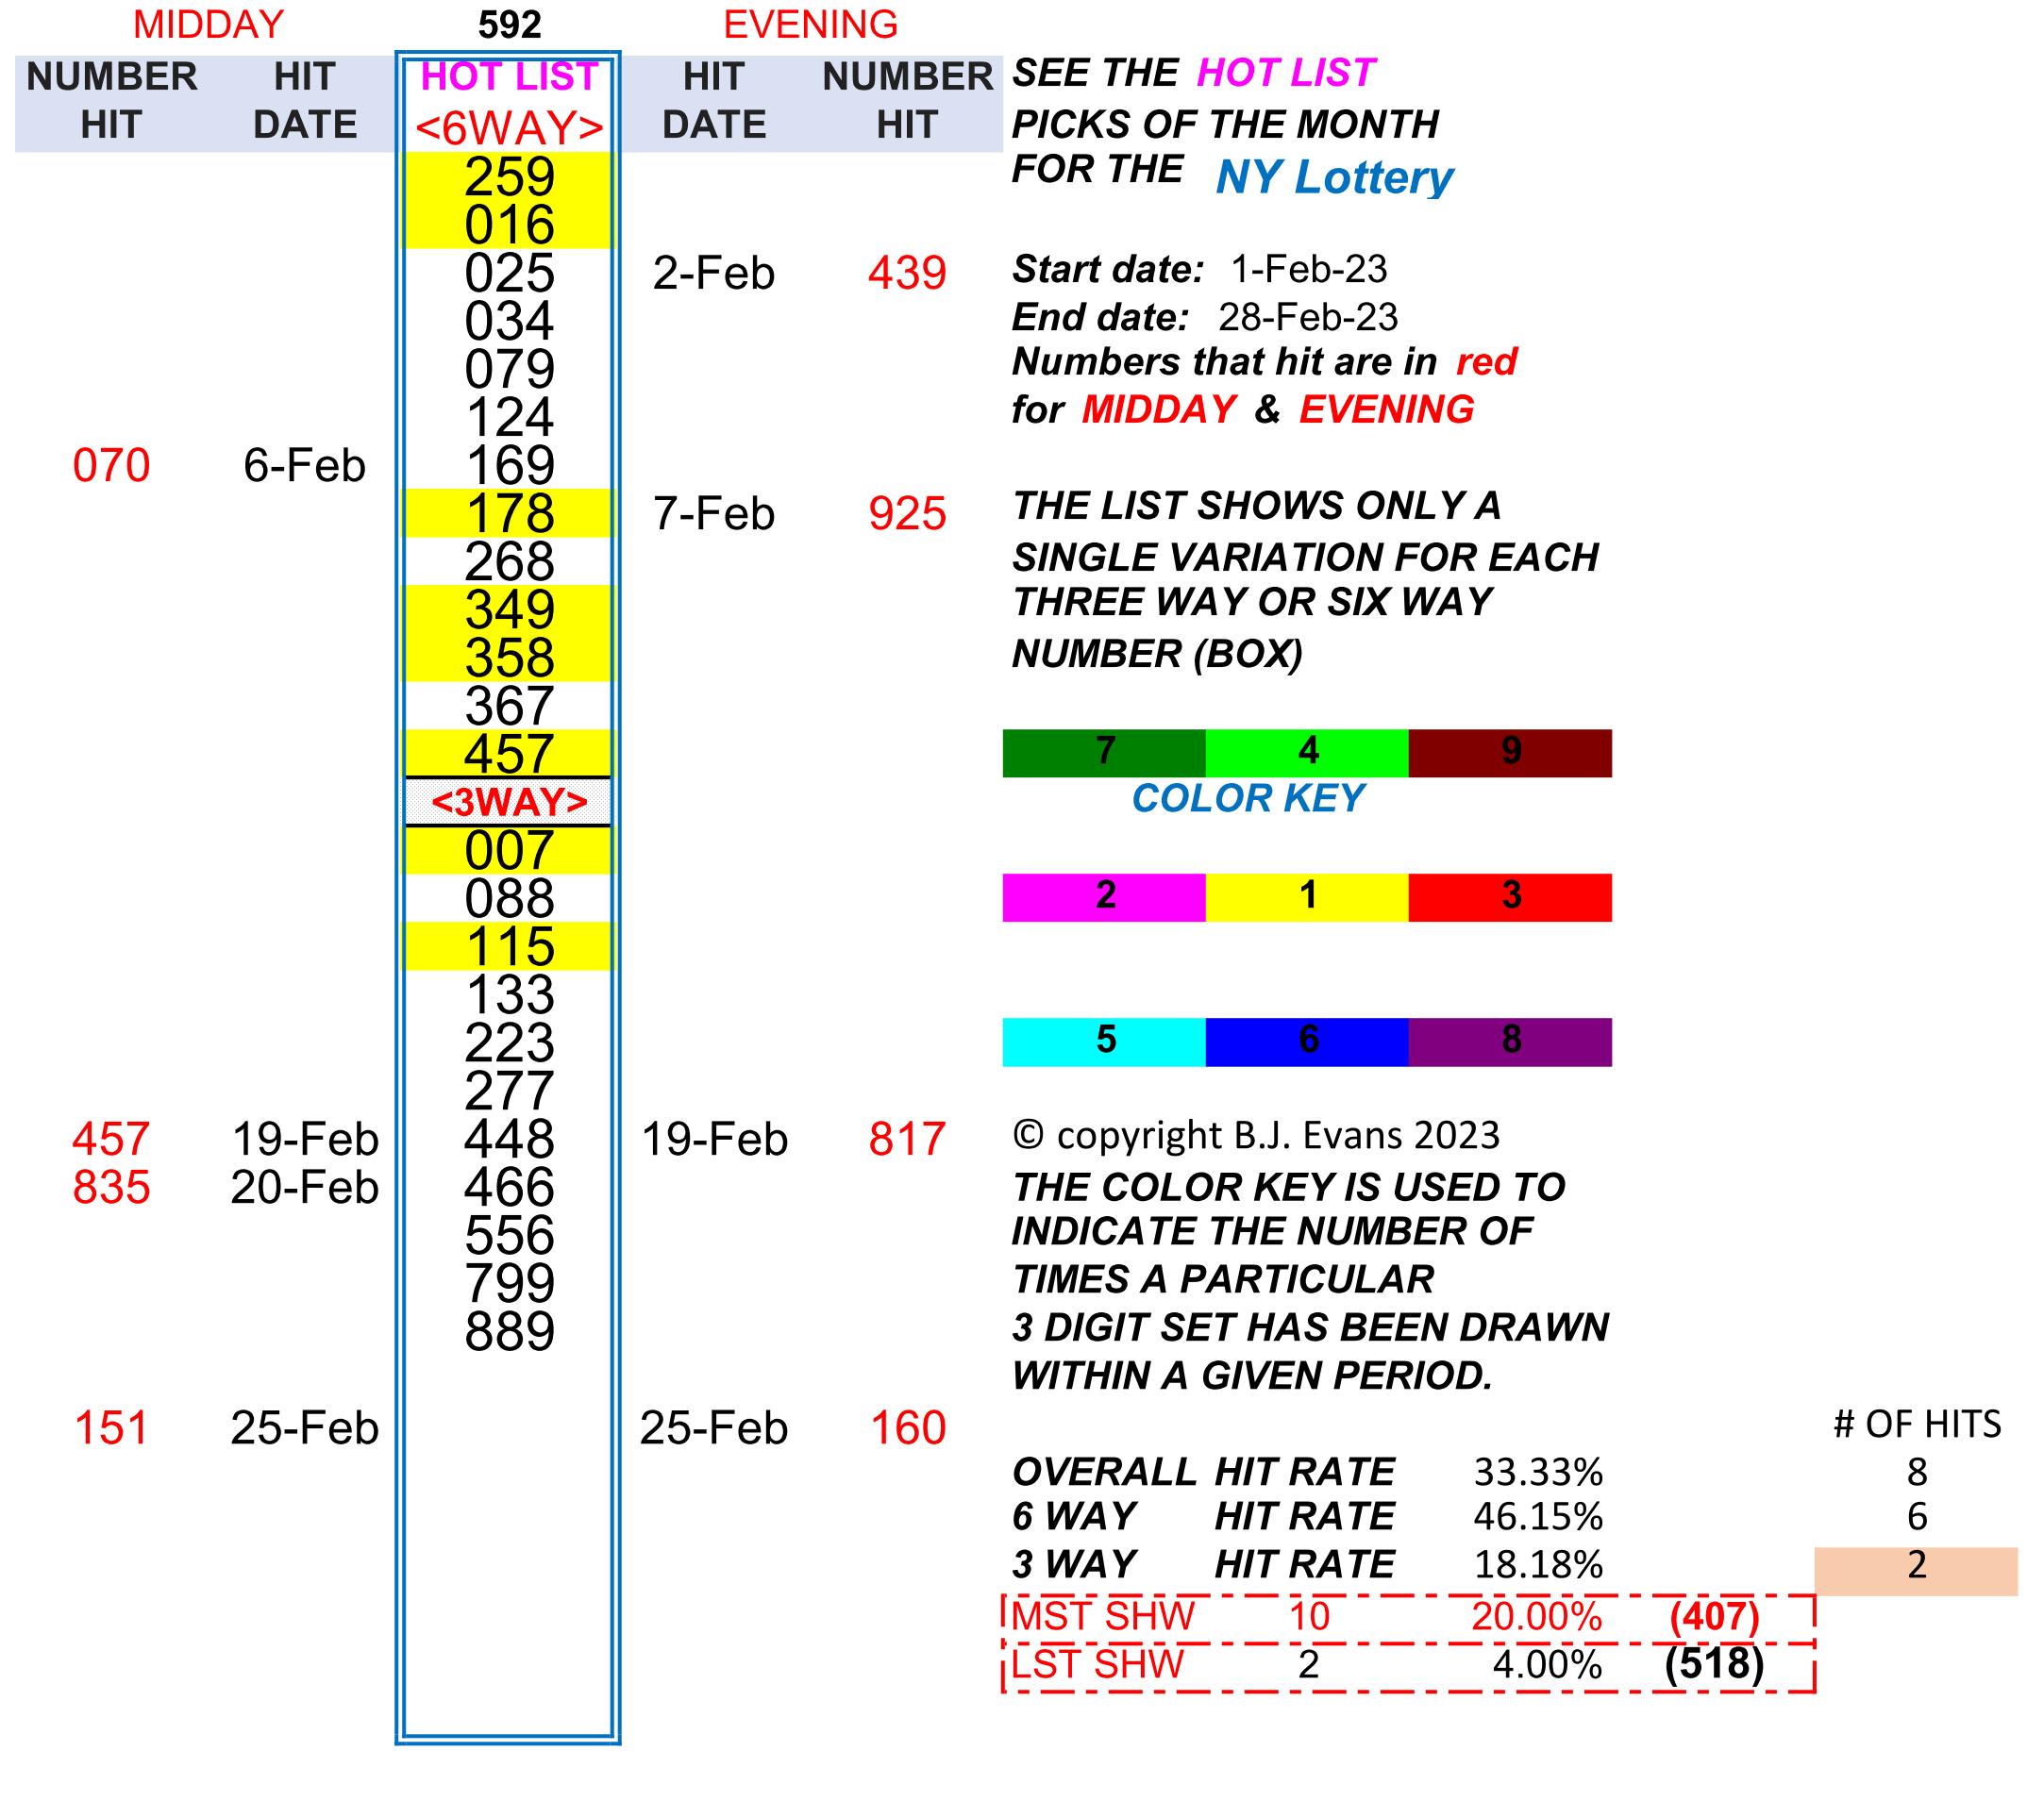 MIDDAY 592 EVENING
NUMBER HIT HOT LIST HIT NUMBER SEE THE HOT LIST
HIT DATE <6WAY> DATE HIT PICKS OF THE MONTH
259 FOR THE NY Lottery
016
025 2-Feb 439 Start date: 1-Feb-23
034 End date: 28-Feb-23
079 Numbers that hit are in red
124 for MIDDAY & EVENING
070 6-Feb 169
178 7-Feb 925 THE LIST SHOWS ONLY A
268 SINGLE VARIATION FOR EACH
349 THREE WAY OR SIX WAY
358 NUMBER (BOX)
367
457 7 4 9
<3WAY> COLOR KEY
007
088 2 1 3
115
133
223 5 6 8
277
457 19-Feb 448 19-Feb 817 © copyright B.J. Evans 2023
835 20-Feb 466 THE COLOR KEY IS USED TO
556 INDICATE THE NUMBER OF
799 TIMES A PARTICULAR
889 3 DIGIT SET HAS BEEN DRAWN
WITHIN A GIVEN PERIOD.
151 25-Feb 25-Feb 160 # OF HITS
OVERALL HIT RATE 33.33% 8
6 WAY HIT RATE 46.15% 6
3 WAY HIT RATE 18.18% 2
MST SHW 10 20.00% (407)
LST SHW 2 4.00% (518)